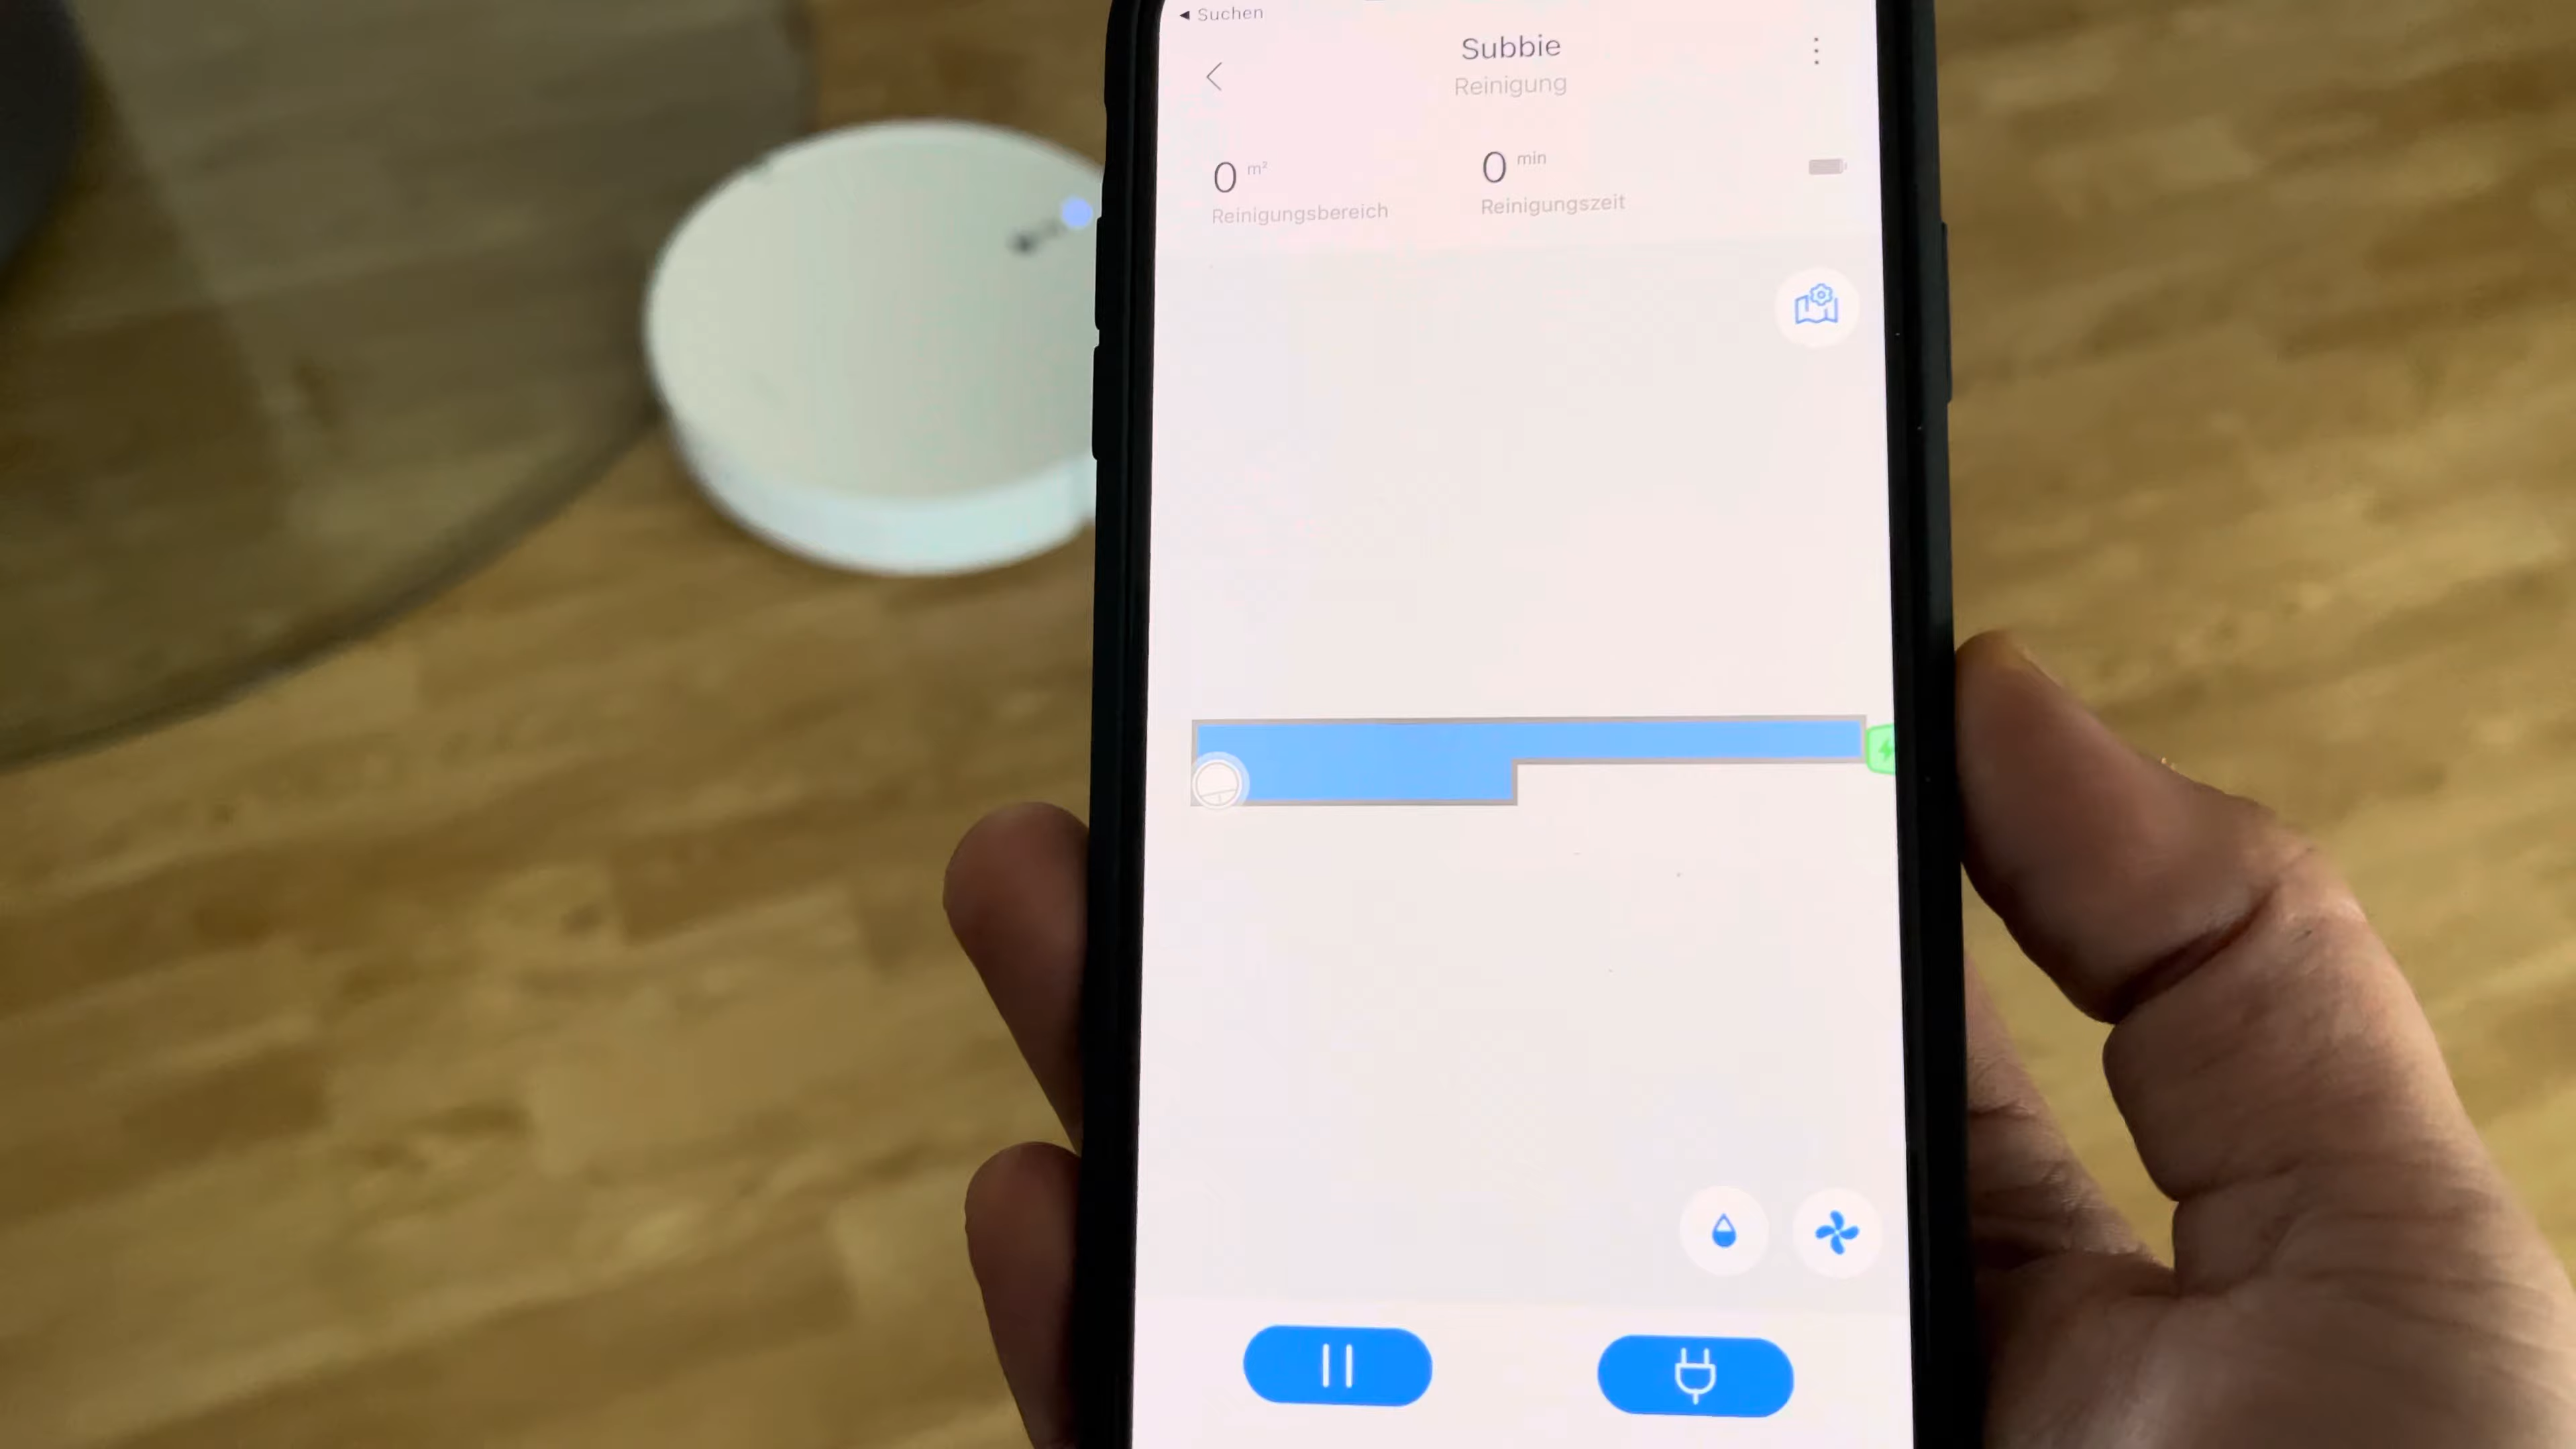 ◂ Suchen
Subbie
Reinigung
0 m²
Reinigungsbereich
0 min
Reinigungszeit